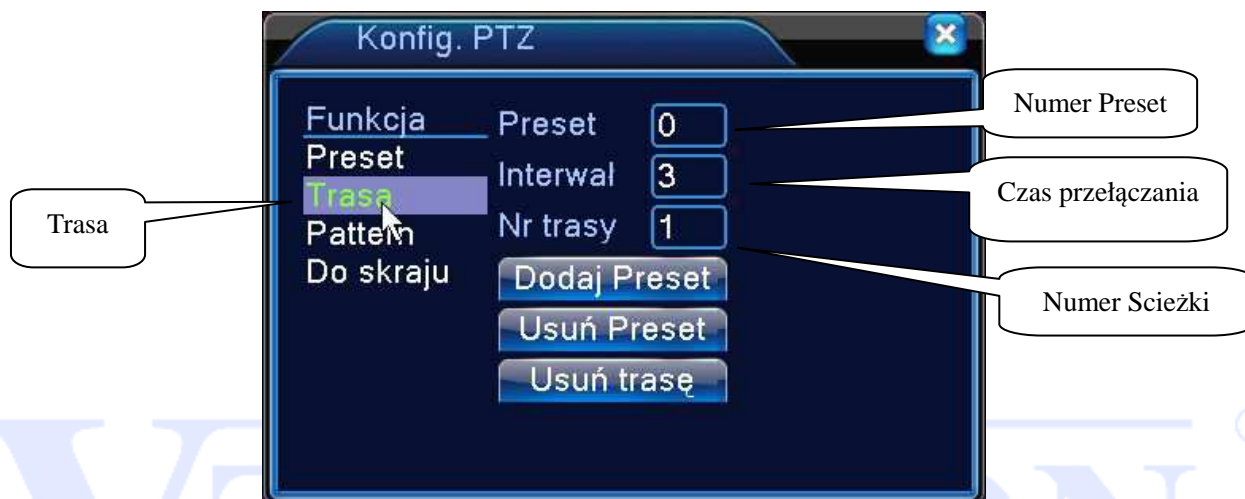 Konfig. PTZ
Funkcja
Preset
Trasa
Pattern
Do skraju
Preset 0
Interwal 3
Nr trasy 1
Dodaj Preset
Usuń Preset
Usuń trasę
Trasa
Numer Preset
Czas przełączania
Numer Scieżki